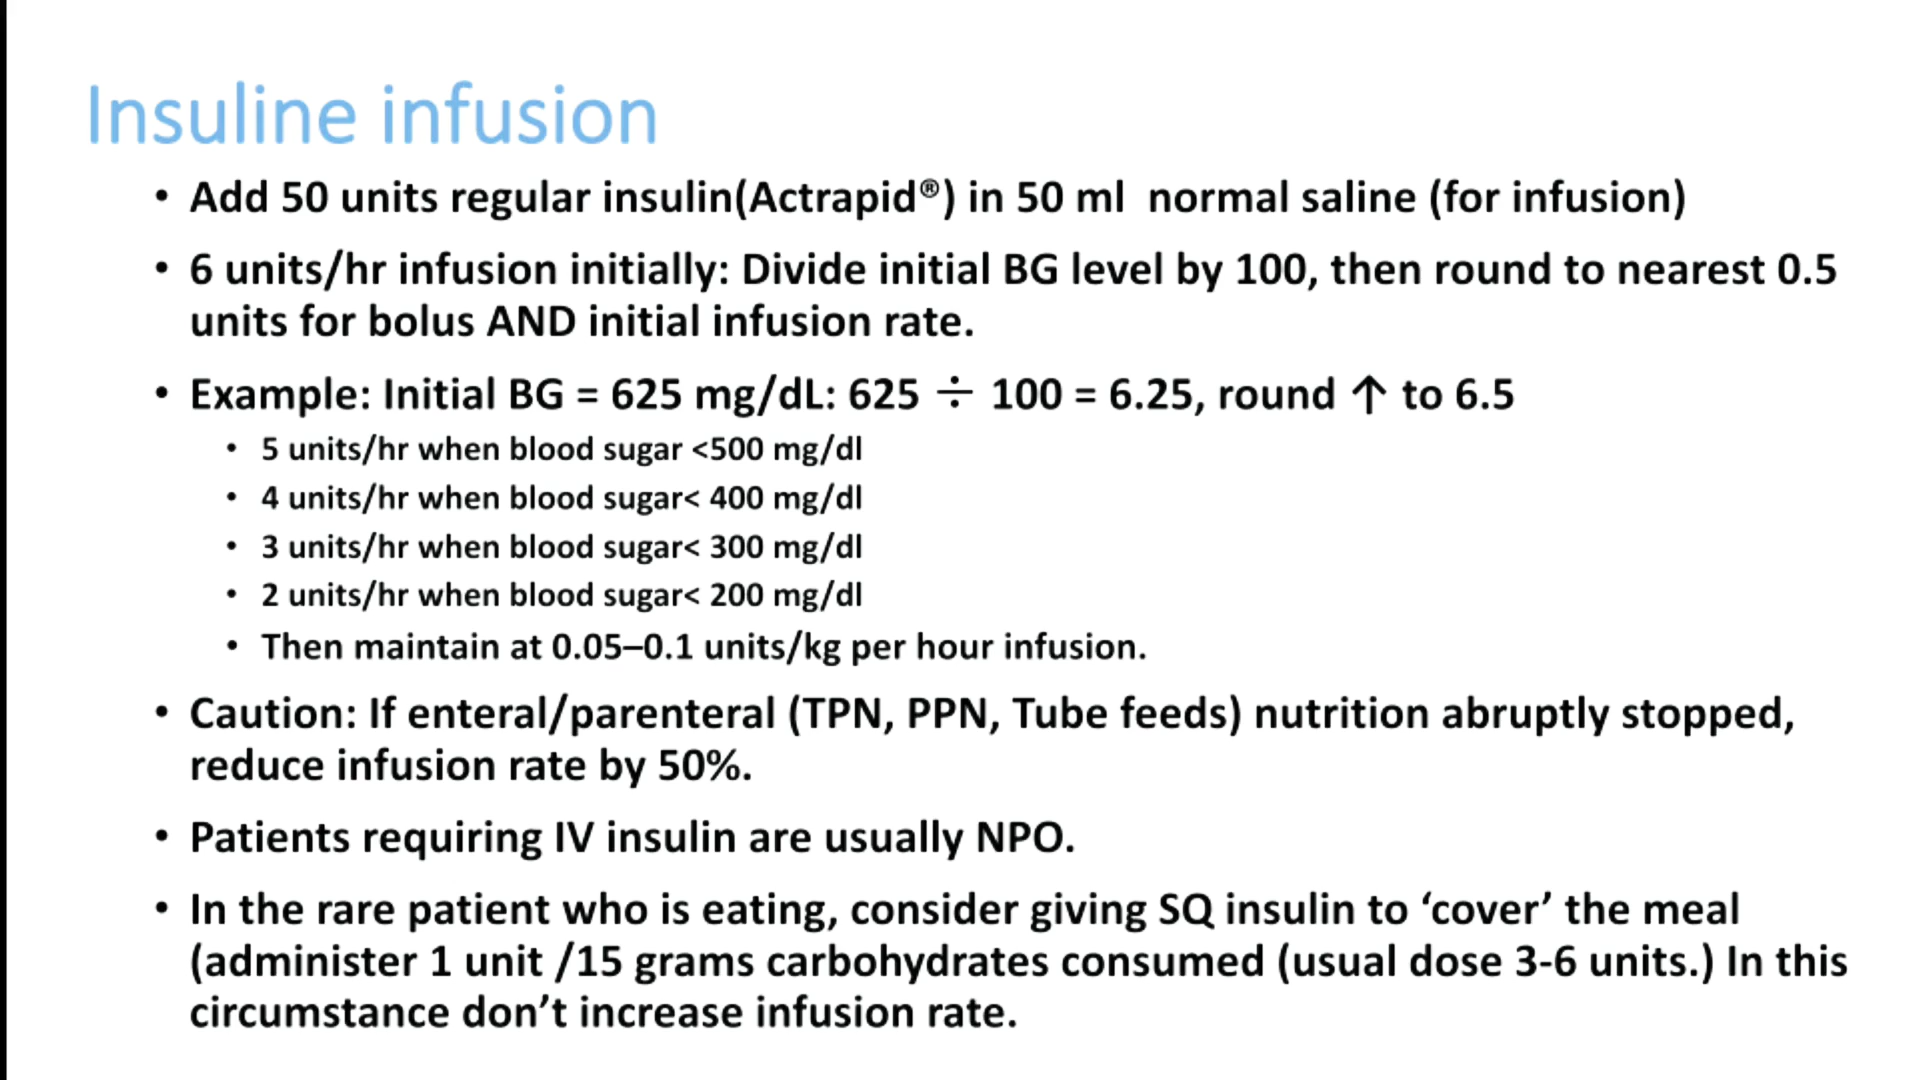 Insuline infusion
• Add 50 units regular insulin(Actrapid®) in 50 ml  normal saline (for infusion)
• 6 units/hr infusion initially: Divide initial BG level by 100, then round to nearest 0.5
units for bolus AND initial infusion rate.
• Example: Initial BG = 625 mg/dL: 625 ÷ 100 = 6.25, round ↑ to 6.5
• 5 units/hr when blood sugar <500 mg/dl
• 4 units/hr when blood sugar< 400 mg/dl
• 3 units/hr when blood sugar< 300 mg/dl
• 2 units/hr when blood sugar< 200 mg/dl
• Then maintain at 0.05–0.1 units/kg per hour infusion.
• Caution: If enteral/parenteral (TPN, PPN, Tube feeds) nutrition abruptly stopped,
reduce infusion rate by 50%.
• Patients requiring IV insulin are usually NPO.
• In the rare patient who is eating, consider giving SQ insulin to ‘cover’ the meal
(administer 1 unit /15 grams carbohydrates consumed (usual dose 3-6 units.) In this
circumstance don’t increase infusion rate.